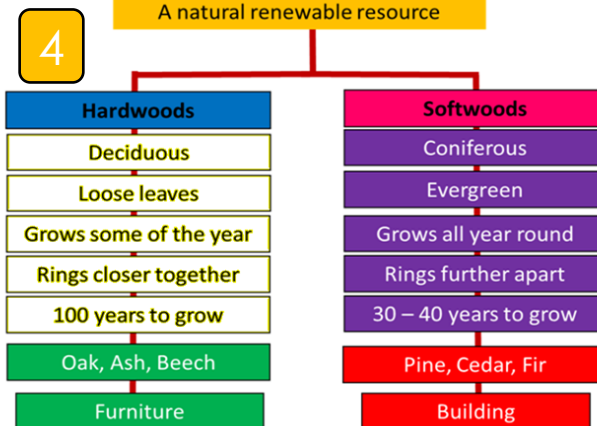 A natural renewable resource
4
Hardwoods
Deciduous
Loose leaves
Grows some of the year
Rings closer together
100 years to grow
Oak, Ash, Beech
Furniture
Softwoods
Coniferous
Evergreen
Grows all year round
Rings further apart
30 – 40 years to grow
Pine, Cedar, Fir
Building